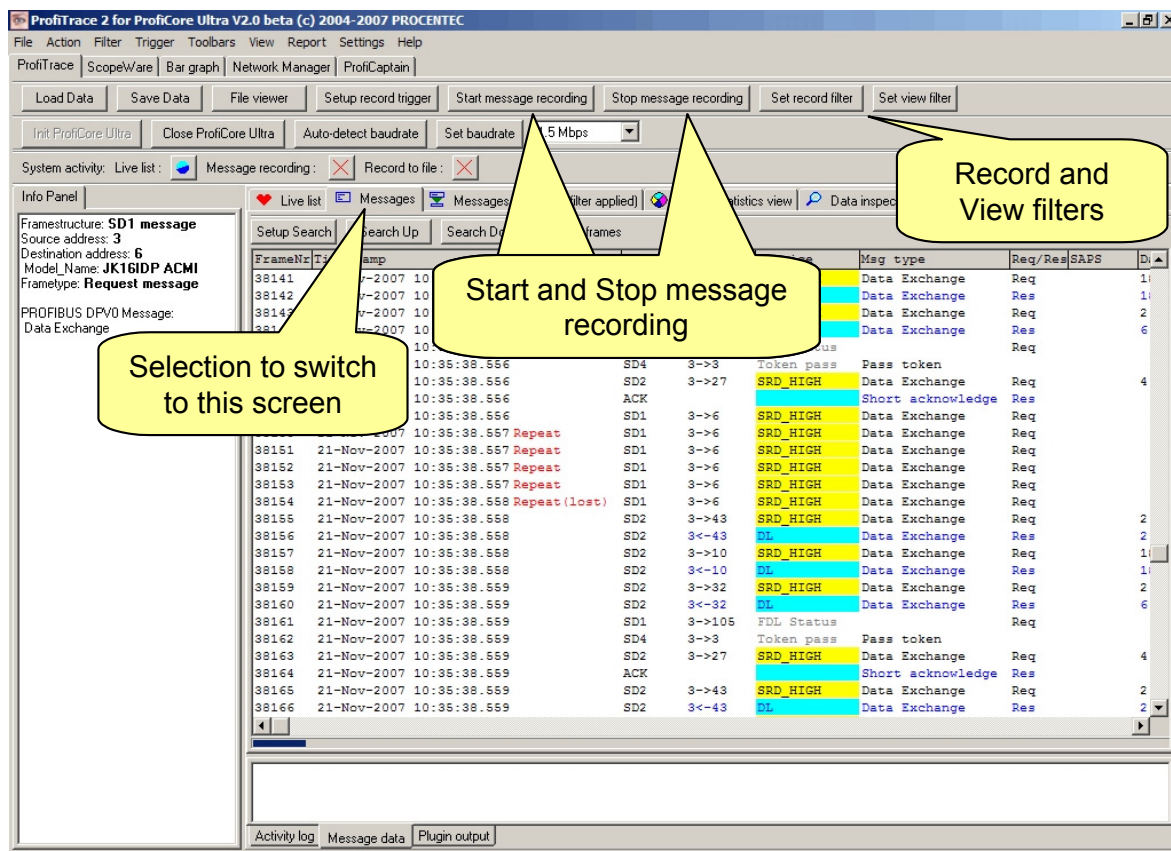 ProfiTrace 2 for ProfiCore Ultra V2.0 beta (c) 2004-2007 PROCENTEC
File Action Filter Trigger Toolbars View Report Settings Help
ProfiTrace ScopeWare Bar graph Network Manager ProfiCaptain
Load Data Save Data File viewer Setup record trigger Start message recording Stop message recording Set record filter Set view filter
Init ProfiCore Ultra Close ProfiCore Ultra Auto-detect baudrate Set baudrate 1.5 Mbps
System activity: Live list : Message recording : Record to file :
Record and
View filters
Info Panel
Framestructure: SD1 message
Source address: 3
Destination address: 6
Model_Name: JK16IDP ACMI
Frametype: Request message
PROFIBUS DPV0 Message:
Data Exchange
Live list Messages Messages filter applied) statistics view Data inspec
Setup Search Search Up Search frames
FrameNr Msg type Req/Res SAPS
38141 10 Data Exchange Req
38142 10 Data Exchange Res
38143 10 Data Exchange Req 2
10 Data Exchange Res 6
10: Req
10:35:38.556 SD4 3->3 Token pass Pass token
10:35:38.556 SD2 3->27 SRD_HIGH Data Exchange Req 4
10:35:38.556 ACK Short acknowledge Res
10:35:38.556 SD1 3->6 SRD_HIGH Data Exchange Req
10:35:38.557 Repeat SD1 3->6 SRD_HIGH Data Exchange Req
38151 21-Nov-2007 10:35:38.557 Repeat SD1 3->6 SRD_HIGH Data Exchange Req
38152 21-Nov-2007 10:35:38.557 Repeat SD1 3->6 SRD_HIGH Data Exchange Req
38153 21-Nov-2007 10:35:38.557 Repeat SD1 3->6 SRD_HIGH Data Exchange Req
38154 21-Nov-2007 10:35:38.558 Repeat(lost) SD1 3->6 SRD_HIGH Data Exchange Req
38155 21-Nov-2007 10:35:38.558 SD2 3->43 SRD_HIGH Data Exchange Req 2
38156 21-Nov-2007 10:35:38.558 SD2 3<-43 DL Data Exchange Res 2
38157 21-Nov-2007 10:35:38.558 SD2 3->10 SRD_HIGH Data Exchange Req
38158 21-Nov-2007 10:35:38.558 SD2 3<-10 DL Data Exchange Res
38159 21-Nov-2007 10:35:38.559 SD2 3->32 SRD_HIGH Data Exchange Req 2
38160 21-Nov-2007 10:35:38.559 SD2 3<-32 DL Data Exchange Res 6
38161 21-Nov-2007 10:35:38.559 SD1 3->105 FDL Status Req
38162 21-Nov-2007 10:35:38.559 SD4 3->3 Token pass Pass token
38163 21-Nov-2007 10:35:38.559 SD2 3->27 SRD_HIGH Data Exchange Req 4
38164 21-Nov-2007 10:35:38.559 ACK Short acknowledge Res
38165 21-Nov-2007 10:35:38.559 SD2 3->43 SRD_HIGH Data Exchange Req 2
38166 21-Nov-2007 10:35:38.559 SD2 3<-43 DL Data Exchange Res 2
Start and Stop message
recording
Selection to switch
to this screen
Activity log Message data Plugin output